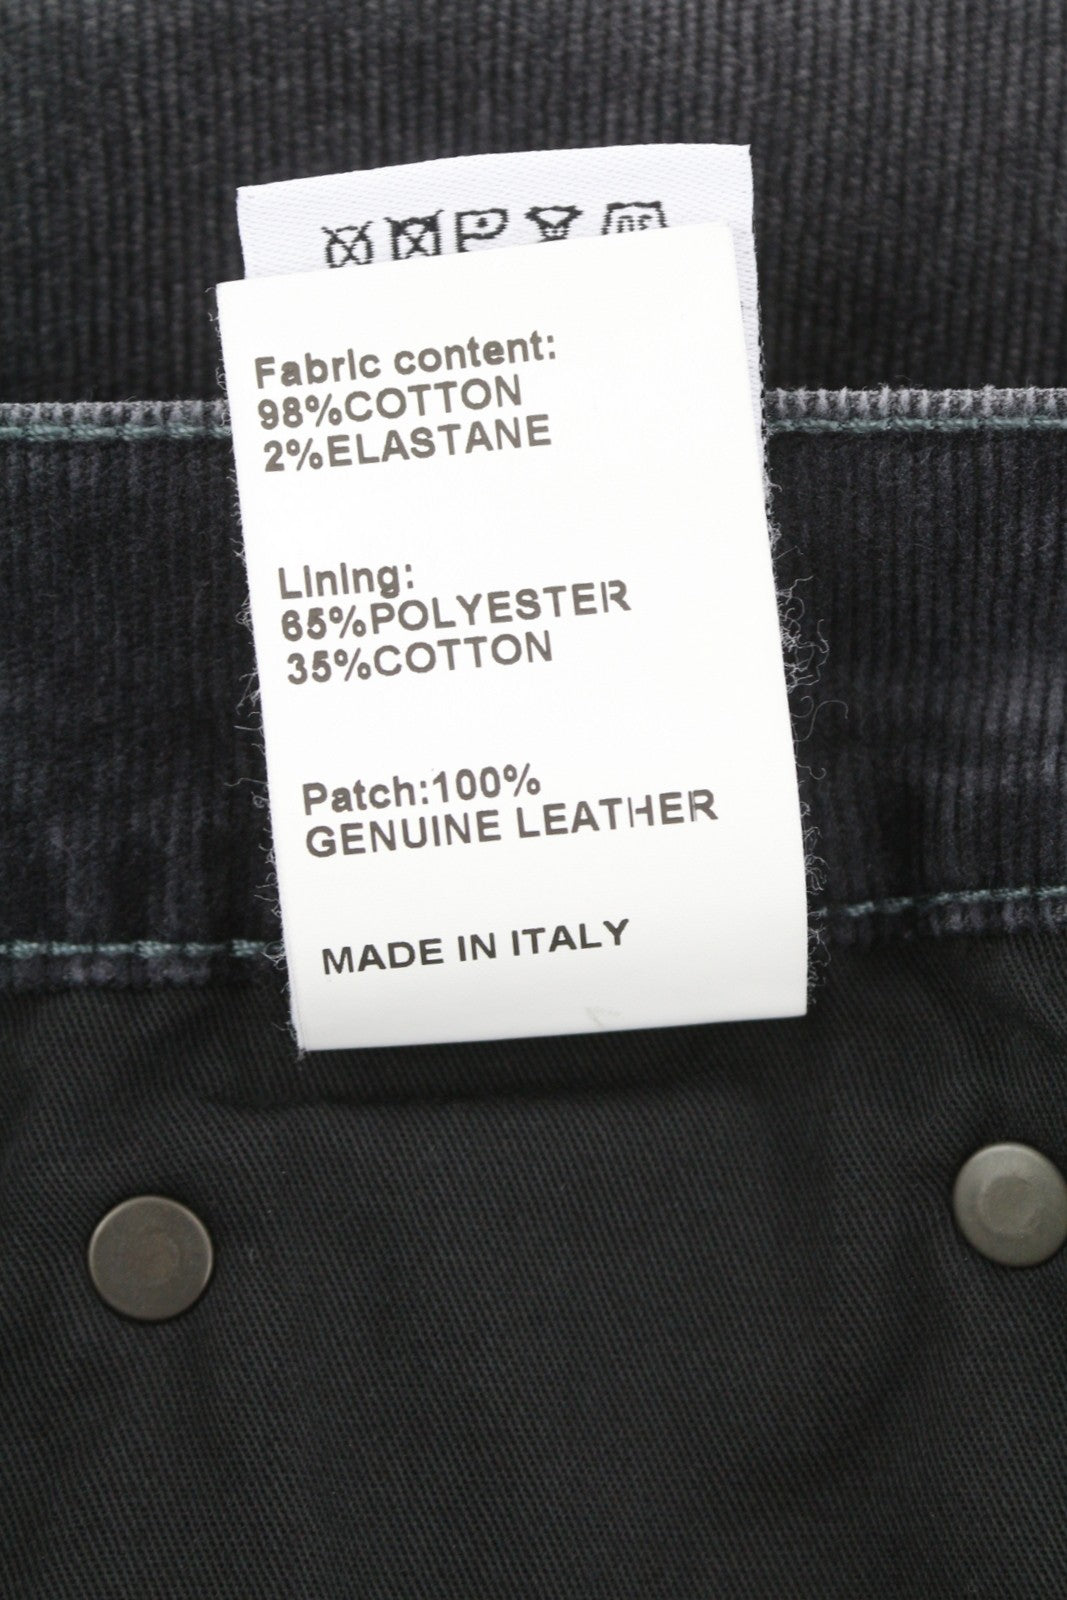 Fabric content:
98%COTTON
2%ELASTANE
Lining:
65%POLYESTER
35%COTTON
Patch:100%
GENUINE LEATHER
MADE IN ITALY